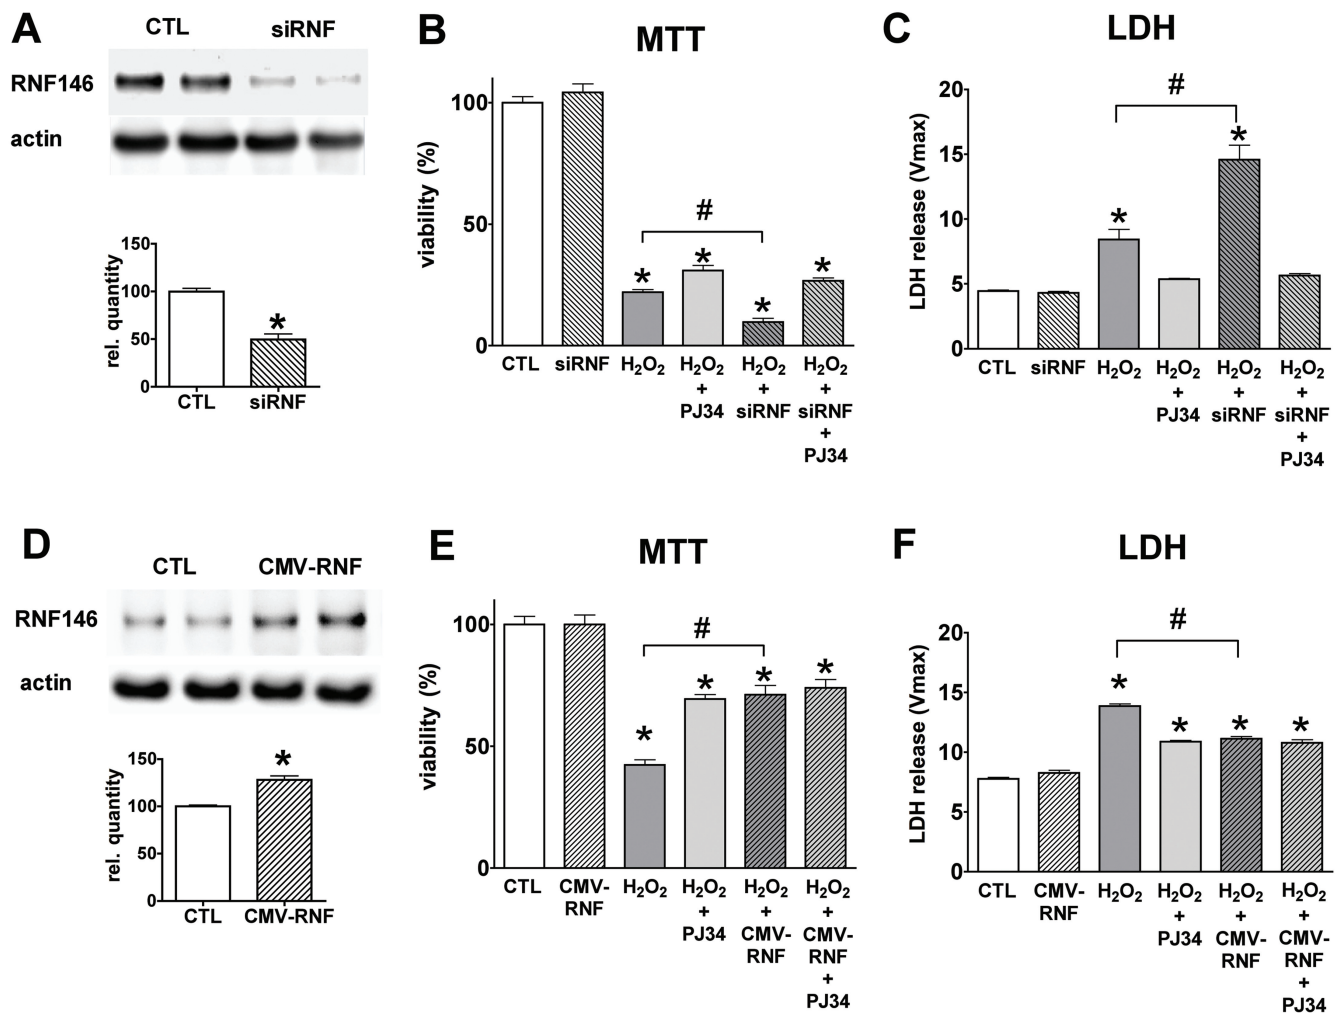 A
CTL siRNF
RNF146
actin
rel. quantity
150
100
50
0
*
CTL siRNF
B
MTT
viability (%)
100
50
0
#
* * * *
CTL siRNF H₂O₂ H₂O₂ H₂O₂ H₂O₂
+ + +
PJ34 siRNF siRNF
+
PJ34
C
LDH
LDH release (Vmax)
20
15
10
5
0
#
* *
CTL siRNF H₂O₂ H₂O₂ H₂O₂ H₂O₂
+ + +
PJ34 siRNF siRNF
+
PJ34
D
CTL CMV-RNF
RNF146
actin
rel. quantity
150
100
50
0
*
CTL CMV-RNF
E
MTT
viability (%)
100
50
0
#
* * * *
CTL CMV- H₂O₂ H₂O₂ H₂O₂ H₂O₂
RNF + + +
PJ34 CMV- CMV-
RNF RNF
+
PJ34
F
LDH
LDH release (Vmax)
20
15
10
5
0
#
* * * *
CTL CMV- H₂O₂ H₂O₂ H₂O₂ H₂O₂
RNF + + +
PJ34 CMV- CMV-
RNF RNF
+
PJ34